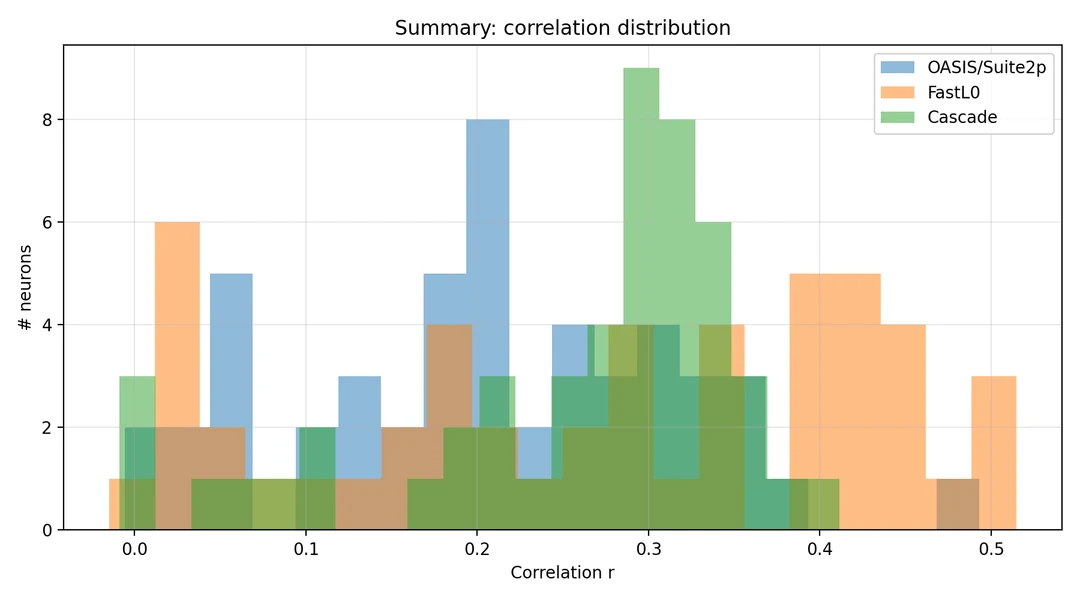 Summary: correlation distribution
OASIS/Suite2p
FastL0
Cascade
# neurons
8
6
4
2
0
0.0 0.1 0.2 0.3 0.4 0.5
Correlation r